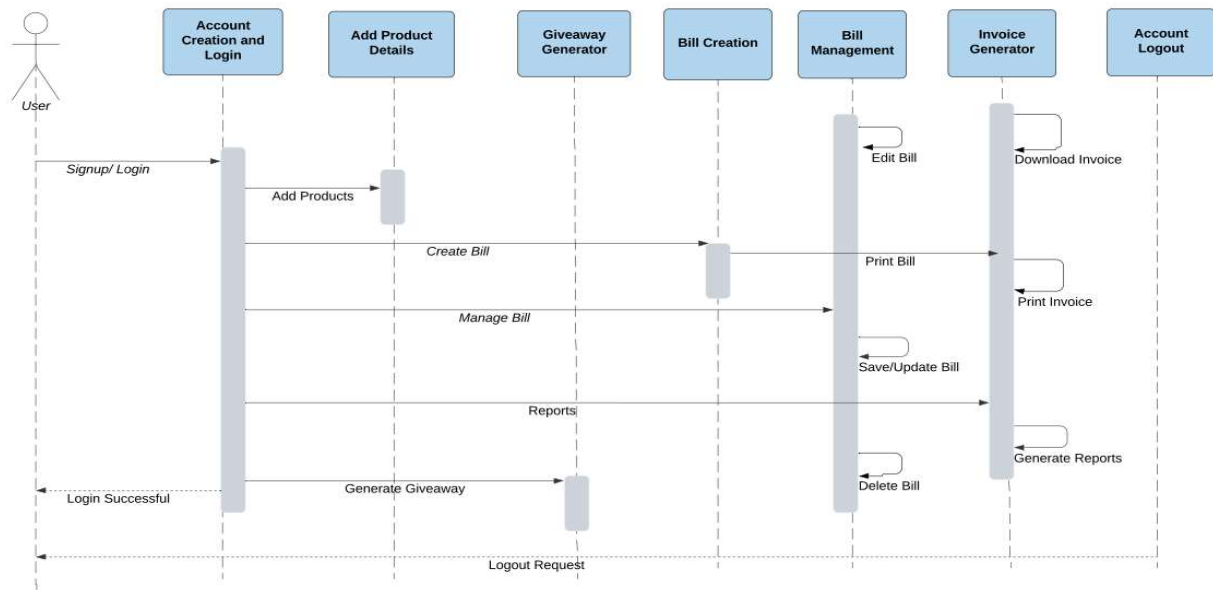 Account
Creation and
Login
Add Product
Details
Giveaway
Generator
Bill Creation
Bill
Management
Invoice
Generator
Account
Logout
User
Signup/ Login
Edit Bill
Download Invoice
Add Products
Create Bill
Print Bill
Print Invoice
Manage Bill
Save/Update Bill
Reports
Generate Reports
Login Successful
Generate Giveaway
Delete Bill
Logout Request